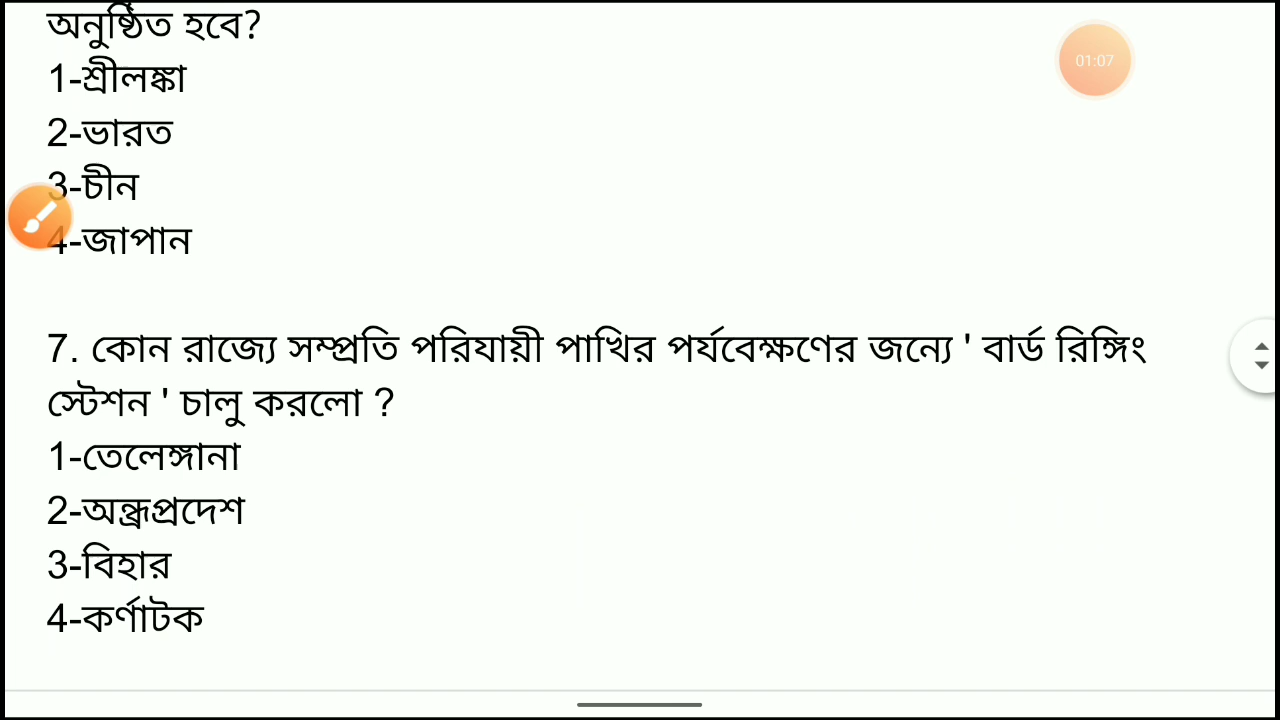 অনুষ্ঠিত হবে?
01:07
1-শ্রীলঙ্কা
2-ভারত
3-চীন
4-জাপান
7. কোন রাজ্যে সম্প্রতি পরিযায়ী পাখির পর্যবেক্ষণের জন্যে ' বার্ড রিঙ্গিং
স্টেশন ' চালু করলো ?
1-তেলেঙ্গানা
2-অন্ধ্রপ্রদেশ
3-বিহার
4-কর্ণাটক